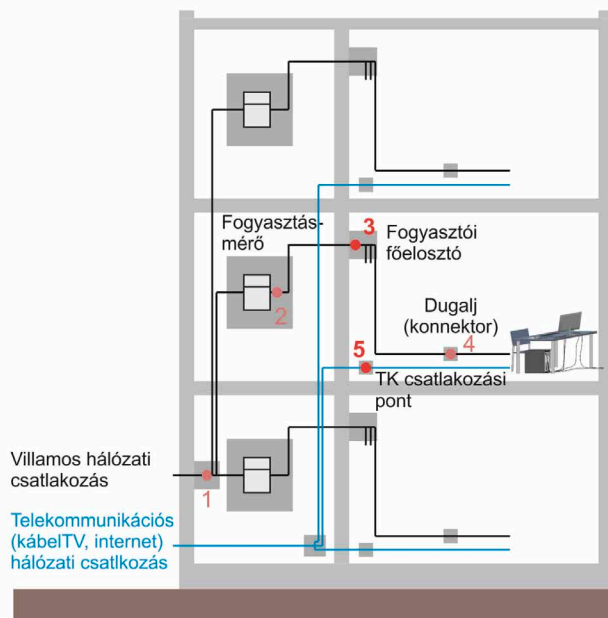 Fogyasztás-
mérő
3
Fogyasztói
főelosztó
2
Dugalj
(konnektor)
4
5
TK csatlakozási
pont
Villamos hálózati
csatlakozás
1
Telekommunikációs
(kábelTV, internet)
hálózati csatlkozás